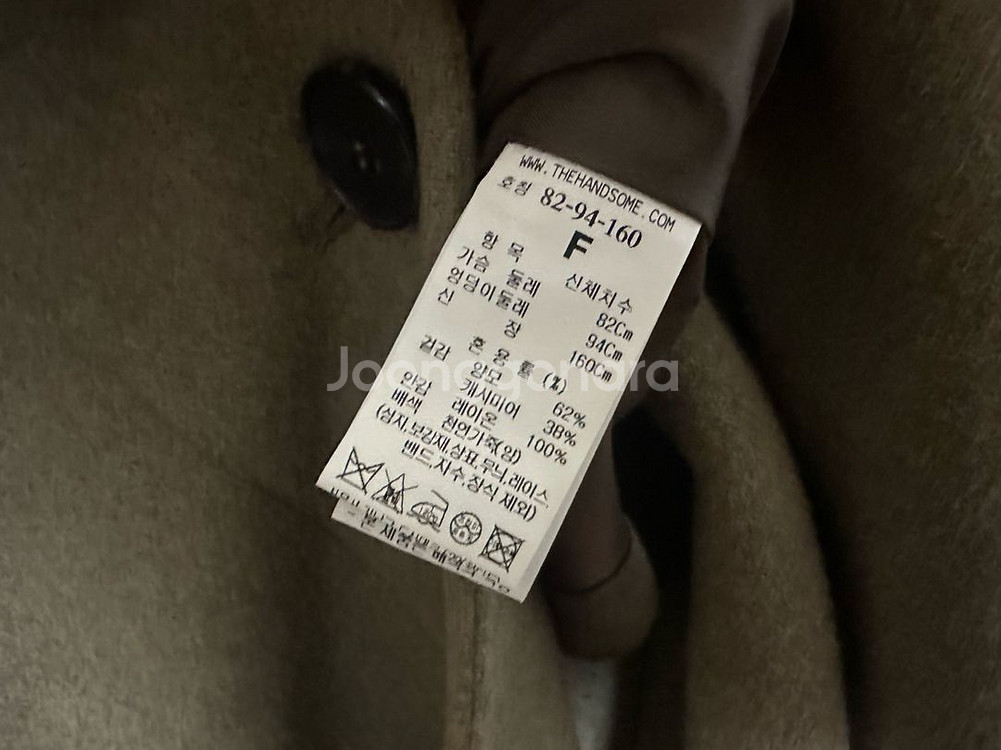 WWW.THEHANDSOME.COM
호칭 82-94-160
F
항 목 신체치수
가슴 둘레 82Cm
엉덩이둘레 94Cm
신 장 160Cm
혼 용 률 (%)
겉감 양모 62%
캐시미어 38%
안감 레이온 100%
배색 천연가죽(양)
(심지,보강재,상표,무늬,레이스,
밴드,자수,장식 제외)
Joonggonara